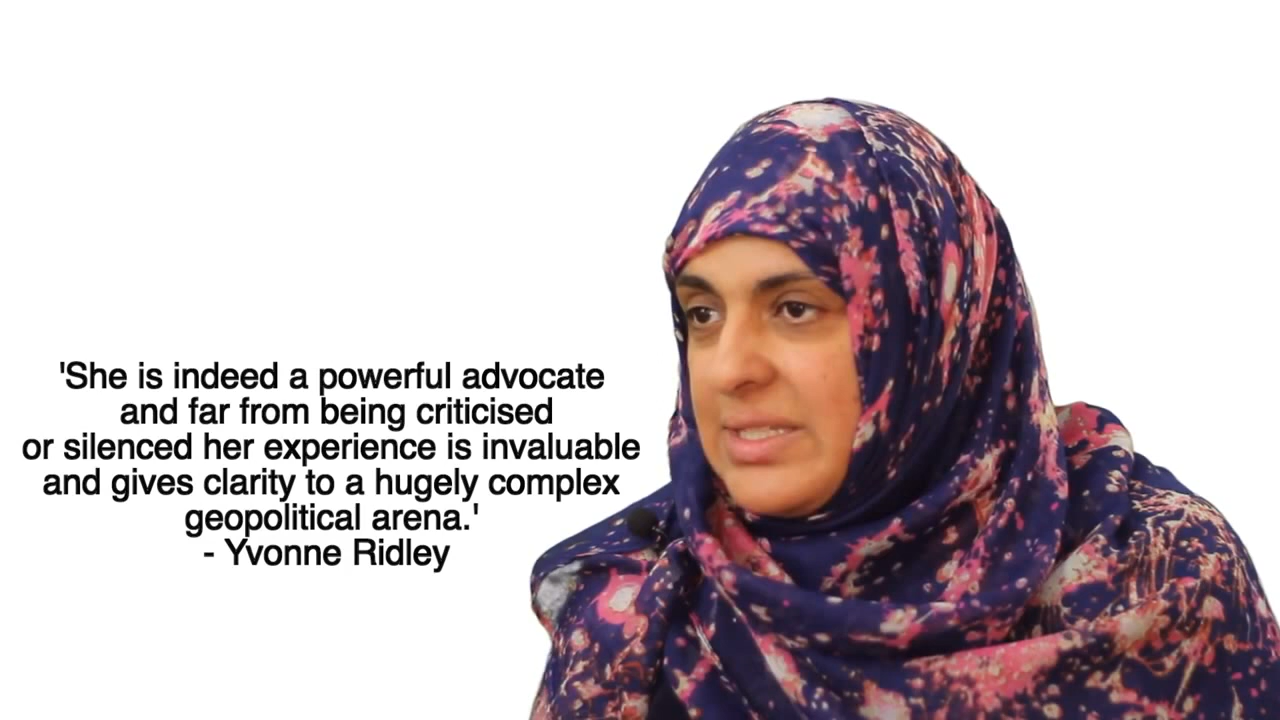 'She is indeed a powerful advocate
and far from being criticised
or silenced her experience is invaluable
and gives clarity to a hugely complex
geopolitical arena.'
- Yvonne Ridley